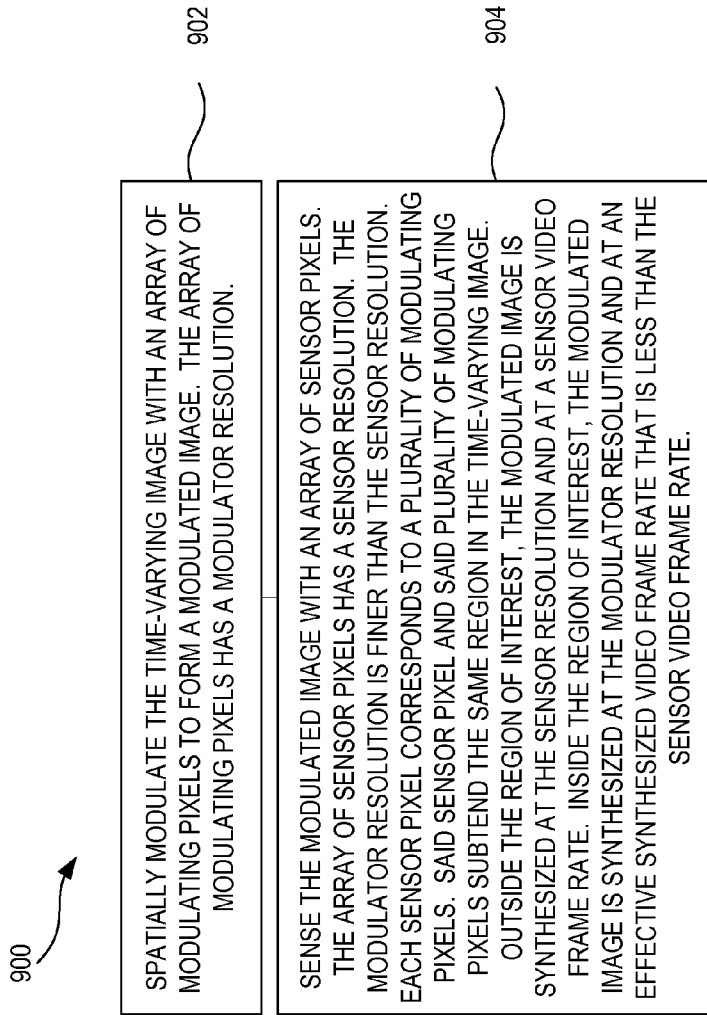 900
SPATIALLY MODULATE THE TIME-VARYING IMAGE WITH AN ARRAY OF
MODULATING PIXELS TO FORM A MODULATED IMAGE. THE ARRAY OF
MODULATING PIXELS HAS A MODULATOR RESOLUTION.
902
SENSE THE MODULATED IMAGE WITH AN ARRAY OF SENSOR PIXELS.
THE ARRAY OF SENSOR PIXELS HAS A SENSOR RESOLUTION. THE
MODULATOR RESOLUTION IS FINER THAN THE SENSOR RESOLUTION.
EACH SENSOR PIXEL CORRESPONDS TO A PLURALITY OF MODULATING
PIXELS. SAID SENSOR PIXEL AND SAID PLURALITY OF MODULATING
PIXELS SUBTEND THE SAME REGION IN THE TIME-VARYING IMAGE.
OUTSIDE THE REGION OF INTEREST, THE MODULATED IMAGE IS
SYNTHESIZED AT THE SENSOR RESOLUTION AND AT A SENSOR VIDEO
FRAME RATE. INSIDE THE REGION OF INTEREST, THE MODULATED
IMAGE IS SYNTHESIZED AT THE MODULATOR RESOLUTION AND AT AN
EFFECTIVE SYNTHESIZED VIDEO FRAME RATE THAT IS LESS THAN THE
SENSOR VIDEO FRAME RATE.
904